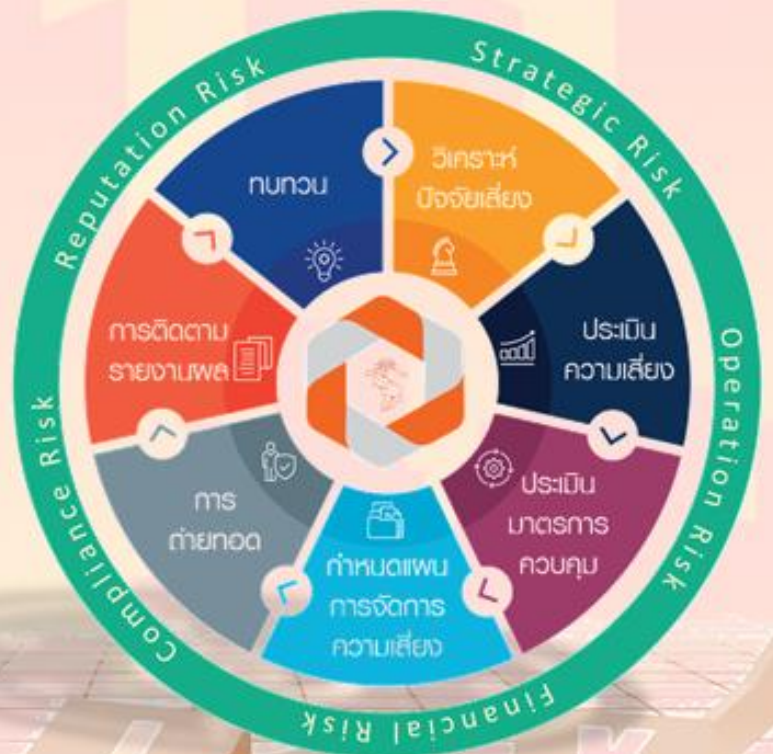 Strategic Risk
Operation Risk
Financial Risk
Compliance Risk
Reputation Risk
วิเคราะห์
ปัจจัยเสี่ยง
ประเมิน
ความเสี่ยง
ประเมิน
มาตรการ
ควบคุม
กำหนดแผน
การจัดการ
ความเสี่ยง
การ
ถ่ายทอด
การติดตาม
รายงานผล
ทบทวน